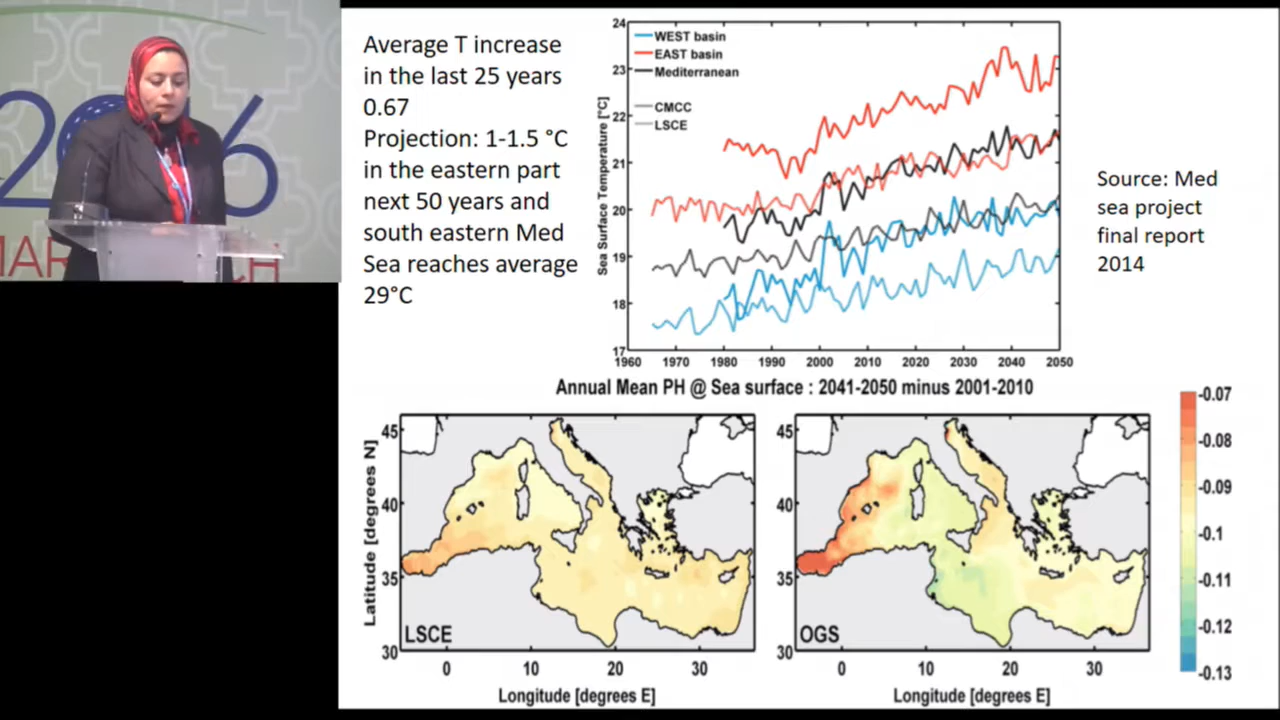 2 6
MAR CH
Average T increase
in the last 25 years
0.67
Projection: 1-1.5 °C
in the eastern part
next 50 years and
south eastern Med
Sea reaches average
29°C
WEST basin
EAST basin
Mediterranean
CMCC
LSCE
Sea Surface Temperature [°C]
24
23
22
21
20
19
18
17
1960 1970 1980 1990 2000 2010 2020 2030 2040 2050
Source: Med
sea project
final report
2014
Annual Mean PH @ Sea surface : 2041-2050 minus 2001-2010
Latitude [degrees N]
45
40
35
30
LSCE
0 10 20 30
Longitude [degrees E]
45
40
35
30
OGS
0 10 20 30
Longitude [degrees E]
-0.07
-0.08
-0.09
-0.1
-0.11
-0.12
-0.13